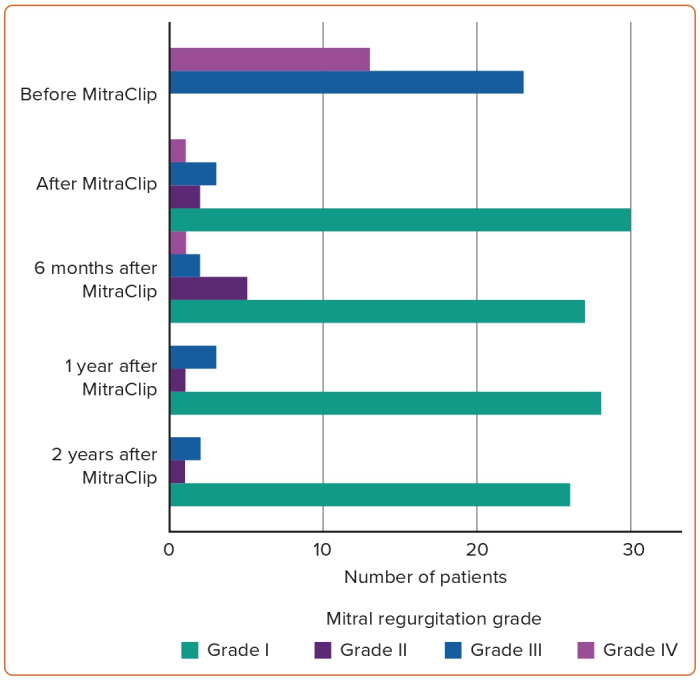 Before MitraClip
After MitraClip
6 months after
MitraClip
1 year after
MitraClip
2 years after
MitraClip
0 10 20 30
Number of patients
Mitral regurgitation grade
Grade I Grade II Grade III Grade IV